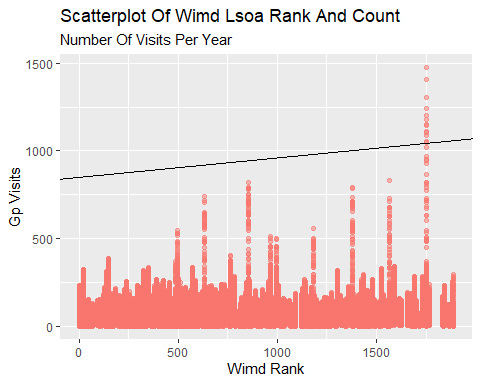 Scatterplot Of Wimd Lsoa Rank And Count
Number Of Visits Per Year
1500
1000
500
0
Gp Visits
0 500 1000 1500
Wimd Rank